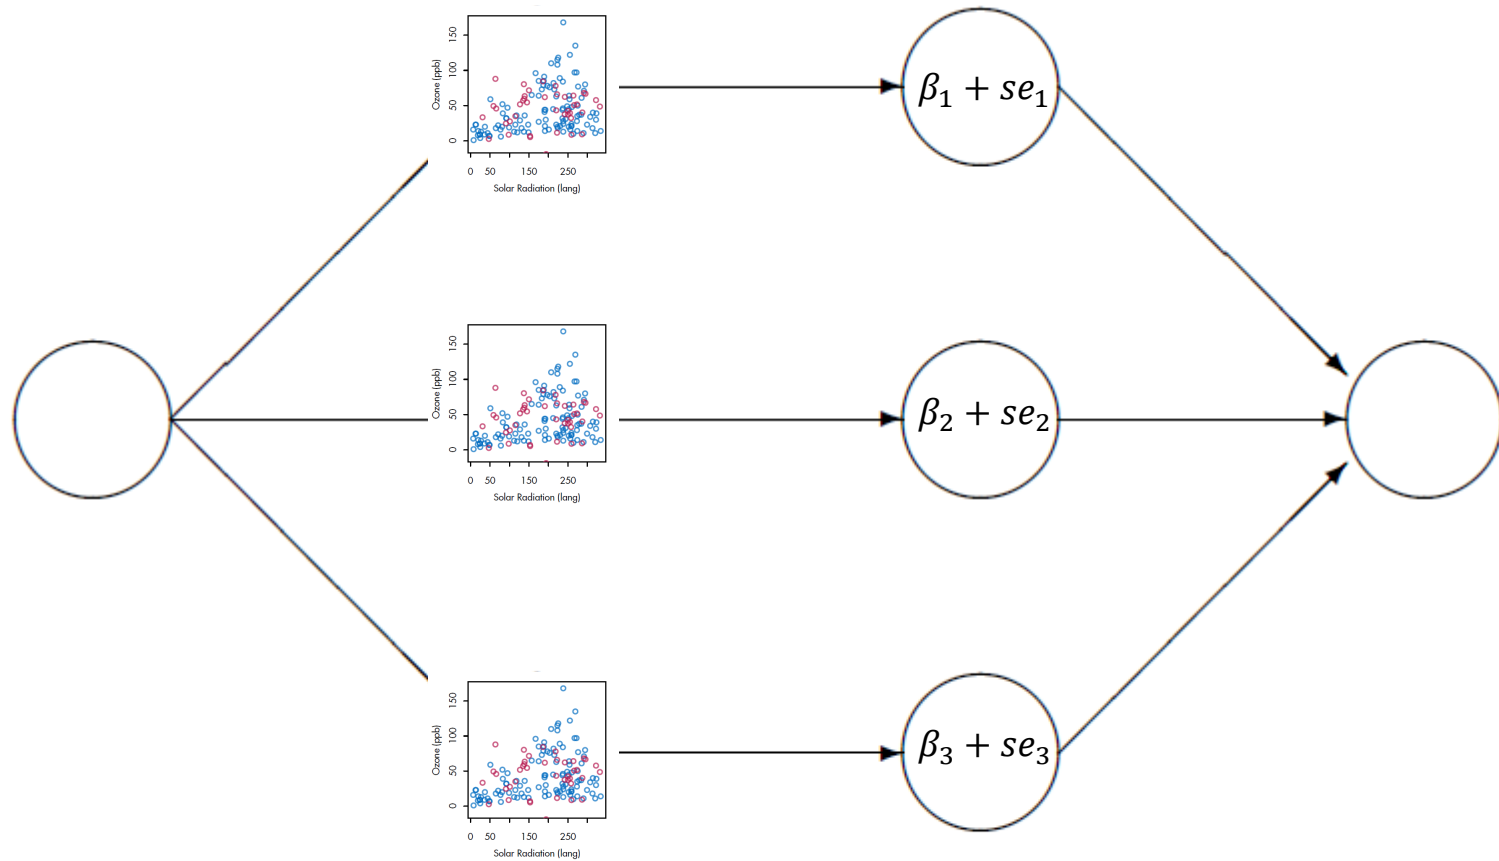 150
100
50
0
Ozone (ppb)
0 50 150 250
Solar Radiation (lang)
β₁ + se₁
150
100
50
0
Ozone (ppb)
0 50 150 250
Solar Radiation (lang)
β₂ + se₂
150
100
50
0
Ozone (ppb)
0 50 150 250
Solar Radiation (lang)
β₃ + se₃